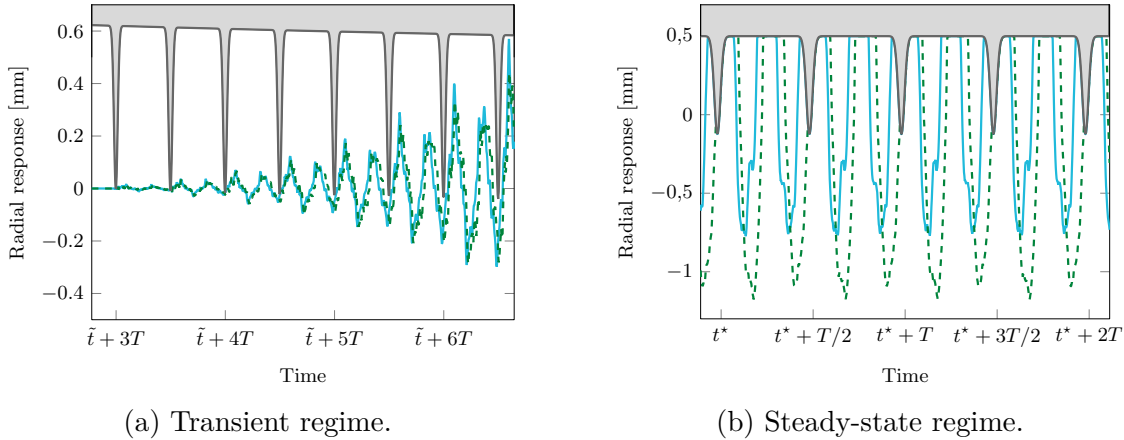 0.6
0.4
0.2
0
−0.2
−0.4
Radial response [mm]
t̃ + 3T
t̃ + 4T
t̃ + 5T
t̃ + 6T
Time
(a) Transient regime.
0,5
0
−0,5
−1
Radial response [mm]
t⋆
t⋆ + T/2
t⋆ + T
t⋆ + 3T/2
t⋆ + 2T
Time
(b) Steady-state regime.